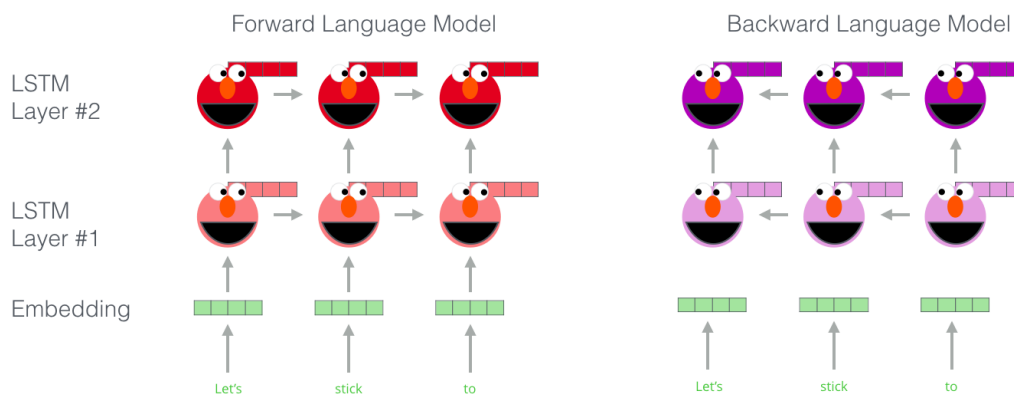 Forward Language Model
Backward Language Model
LSTM
Layer #2
LSTM
Layer #1
Embedding
Let's
stick
to
Let's
stick
to